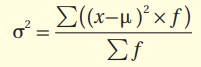 σ² = ∑((x−μ)² × f) / ∑f